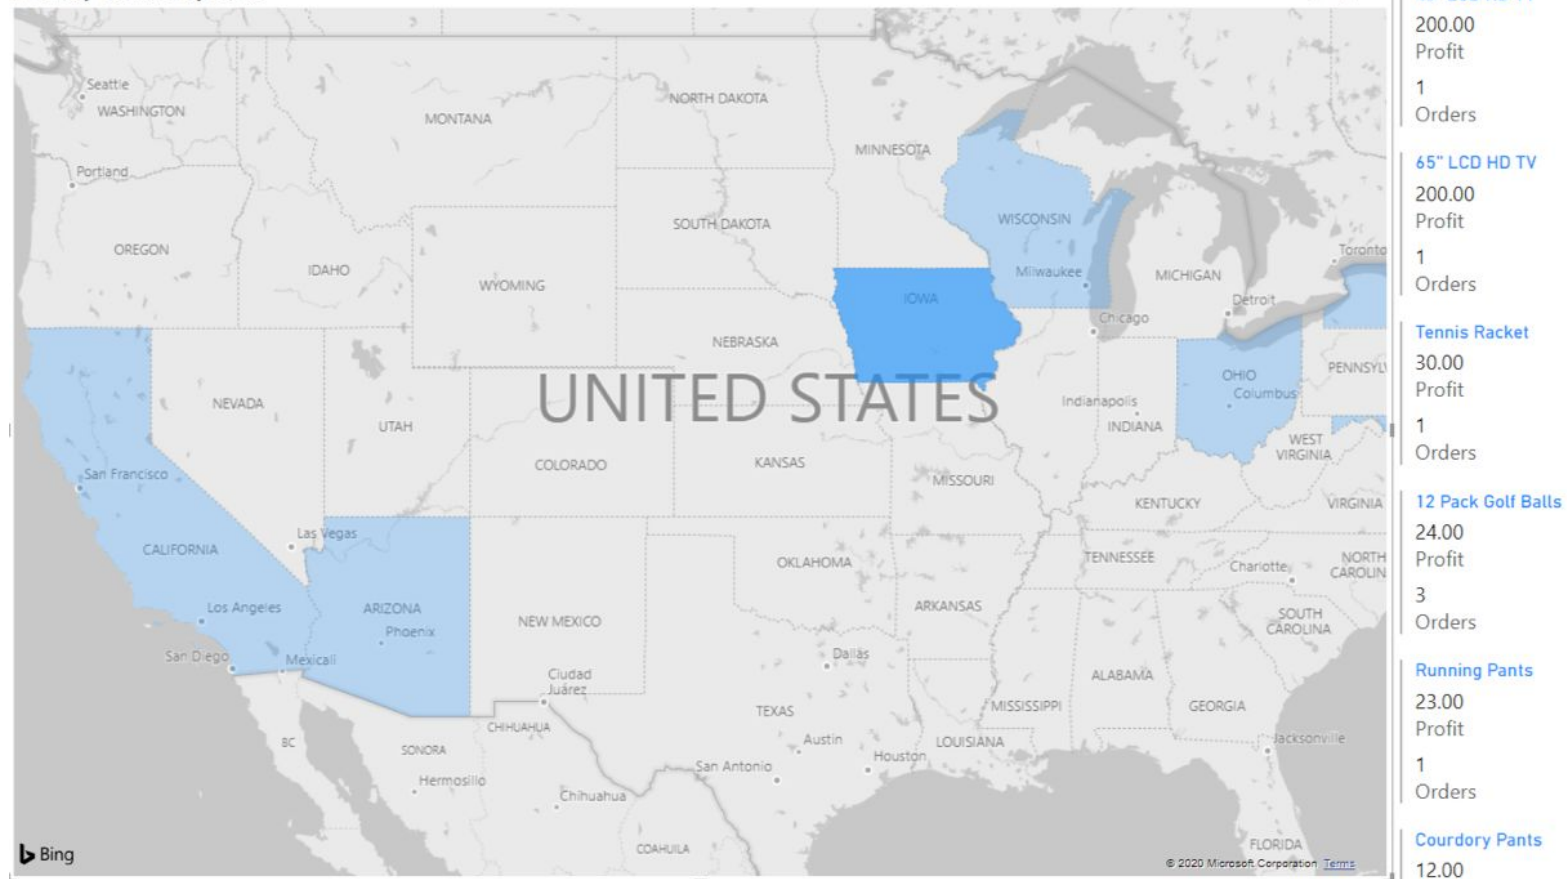 Seattle
WASHINGTON
Portland
OREGON
IDAHO
MONTANA
WYOMING
NORTH DAKOTA
SOUTH DAKOTA
NEBRASKA
MINNESOTA
IOWA
WISCONSIN
Milwaukee
MICHIGAN
Chicago
Detroit
Toronto
UNITED STATES
NEVADA
UTAH
COLORADO
KANSAS
MISSOURI
Indianapolis
INDIANA
OHIO
Columbus
PENNSYLV
WEST
VIRGINIA
VIRGINIA
KENTUCKY
San Francisco
CALIFORNIA
Las Vegas
Los Angeles
San Diego
Mexicali
ARIZONA
Phoenix
NEW MEXICO
OKLAHOMA
ARKANSAS
TENNESSEE
Charlotte
NORTH
CAROLIN
SOUTH
CAROLINA
Ciudad
Juárez
Dallas
TEXAS
Austin
San Antonio
Houston
LOUISIANA
MISSISSIPPI
ALABAMA
GEORGIA
Jacksonville
FLORIDA
BC
SONORA
Hermosillo
CHIHUAHUA
Chihuahua
COAHUILA
Bing
© 2020 Microsoft Corporation Terms
200.00
Profit
1
Orders
65" LCD HD TV
200.00
Profit
1
Orders
Tennis Racket
30.00
Profit
1
Orders
12 Pack Golf Balls
24.00
Profit
3
Orders
Running Pants
23.00
Profit
1
Orders
Courdory Pants
12.00